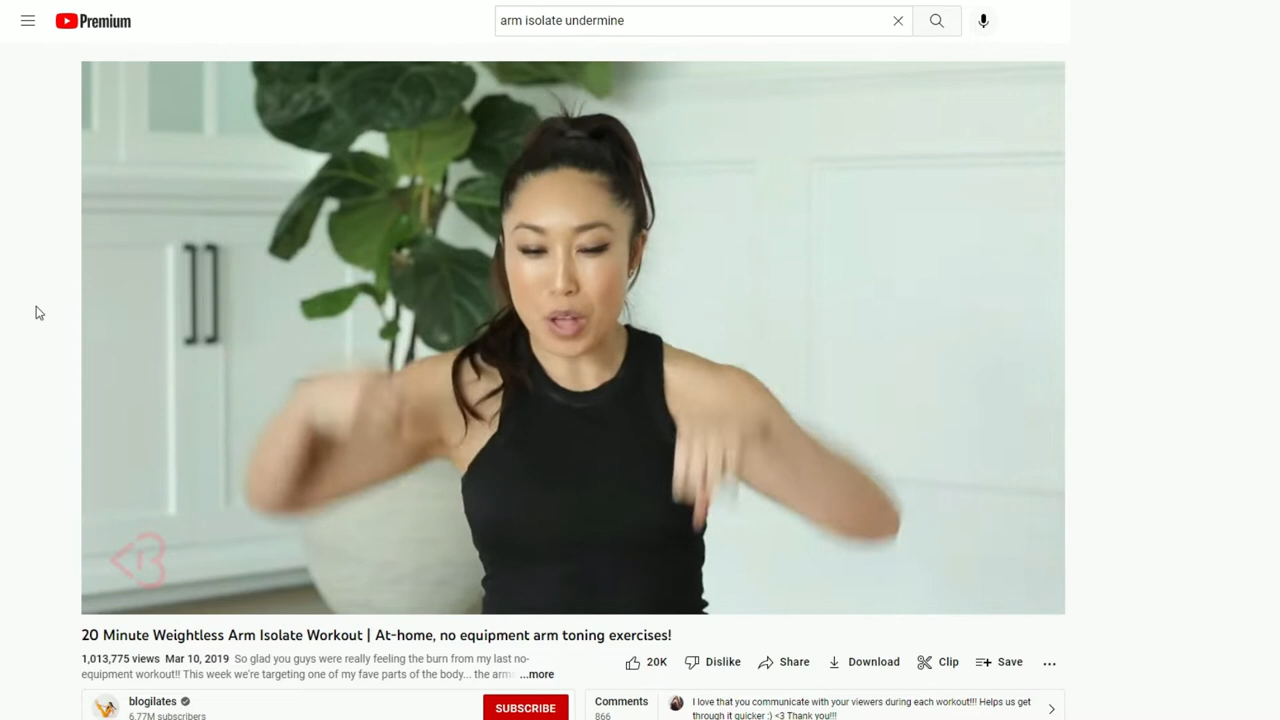 Premium
arm isolate undermine
20 Minute Weightless Arm Isolate Workout | At-home, no equipment arm toning exercises!
1,013,775 views Mar 10, 2019 So glad you guys were really feeling the burn from my last no-
equipment workout!! This week we're targeting one of my fave parts of the body... the arms ...more
20K
Dislike
Share
Download
Clip
Save
blogilates
6.77M subscribers
SUBSCRIBE
Comments
866
I love that you communicate with your viewers during each workout!!! Helps us get
through it quicker :) <3 Thank you!!!